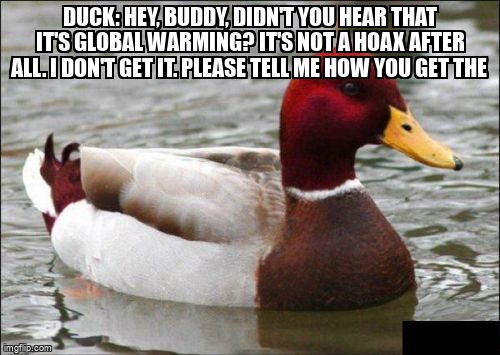 DUCK: HEY, BUDDY, DIDN'T YOU HEAR THAT
IT'S GLOBAL WARMING? IT'S NOT A HOAX AFTER
ALL. I DON'T GET IT. PLEASE TELL ME HOW YOU GET THE
imgflip.com